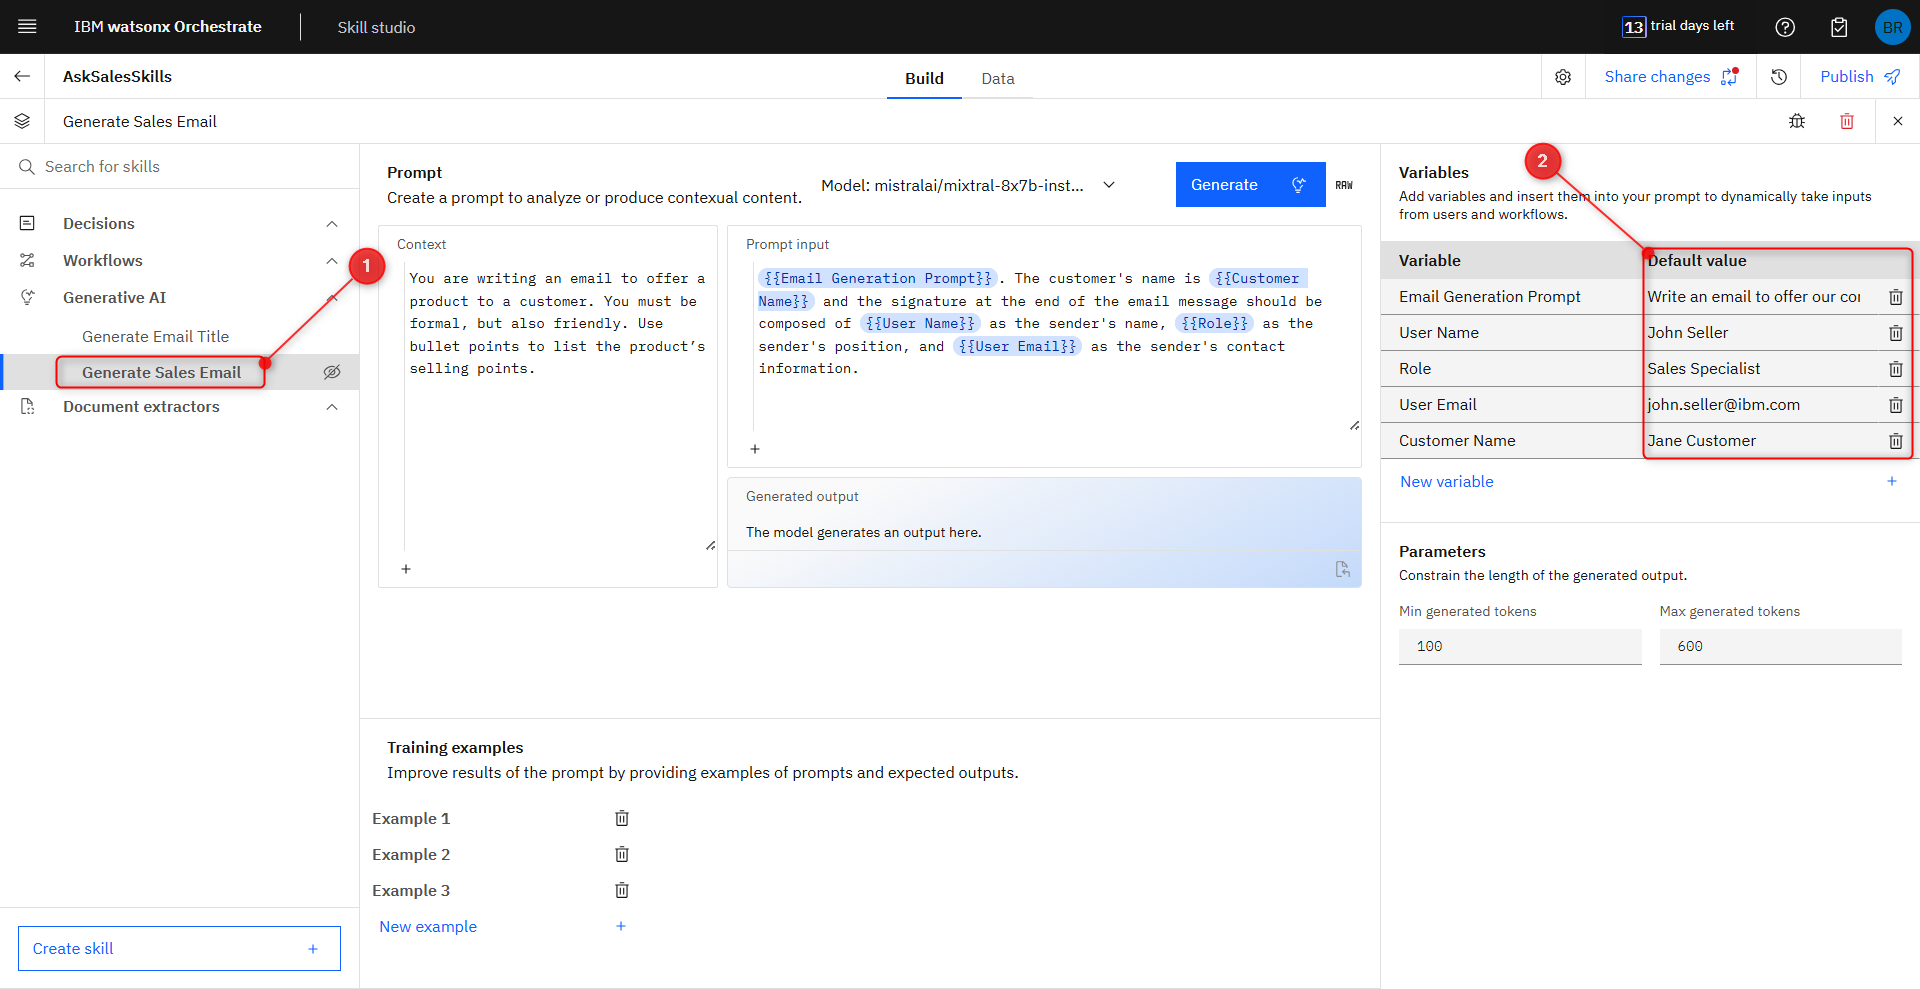 IBM watsonx Orchestrate
Skill studio
13 trial days left
BR
AskSalesSkills
Build
Data
Share changes
Publish
Generate Sales Email
Search for skills
Decisions
Workflows
Generative AI
Generate Email Title
Generate Sales Email
Document extractors
Create skill +
1
Prompt
Create a prompt to analyze or produce contexual content.
Model: mistralai/mixtral-8x7b-inst...
Generate
RAW
Context
You are writing an email to offer a
product to a customer. You must be
formal, but also friendly. Use
bullet points to list the product’s
selling points.
+
Prompt input
{{Email Generation Prompt}}. The customer's name is {{Customer
Name}} and the signature at the end of the email message should be
composed of {{User Name}} as the sender's name, {{Role}} as the
sender's position, and {{User Email}} as the sender's contact
information.
+
Generated output
The model generates an output here.
Training examples
Improve results of the prompt by providing examples of prompts and expected outputs.
Example 1
Example 2
Example 3
New example +
2
Variables
Add variables and insert them into your prompt to dynamically take inputs
from users and workflows.
Variable Default value
Email Generation Prompt Write an email to offer our cor
User Name John Seller
Role Sales Specialist
User Email john.seller@ibm.com
Customer Name Jane Customer
New variable +
Parameters
Constrain the length of the generated output.
Min generated tokens Max generated tokens
100 600